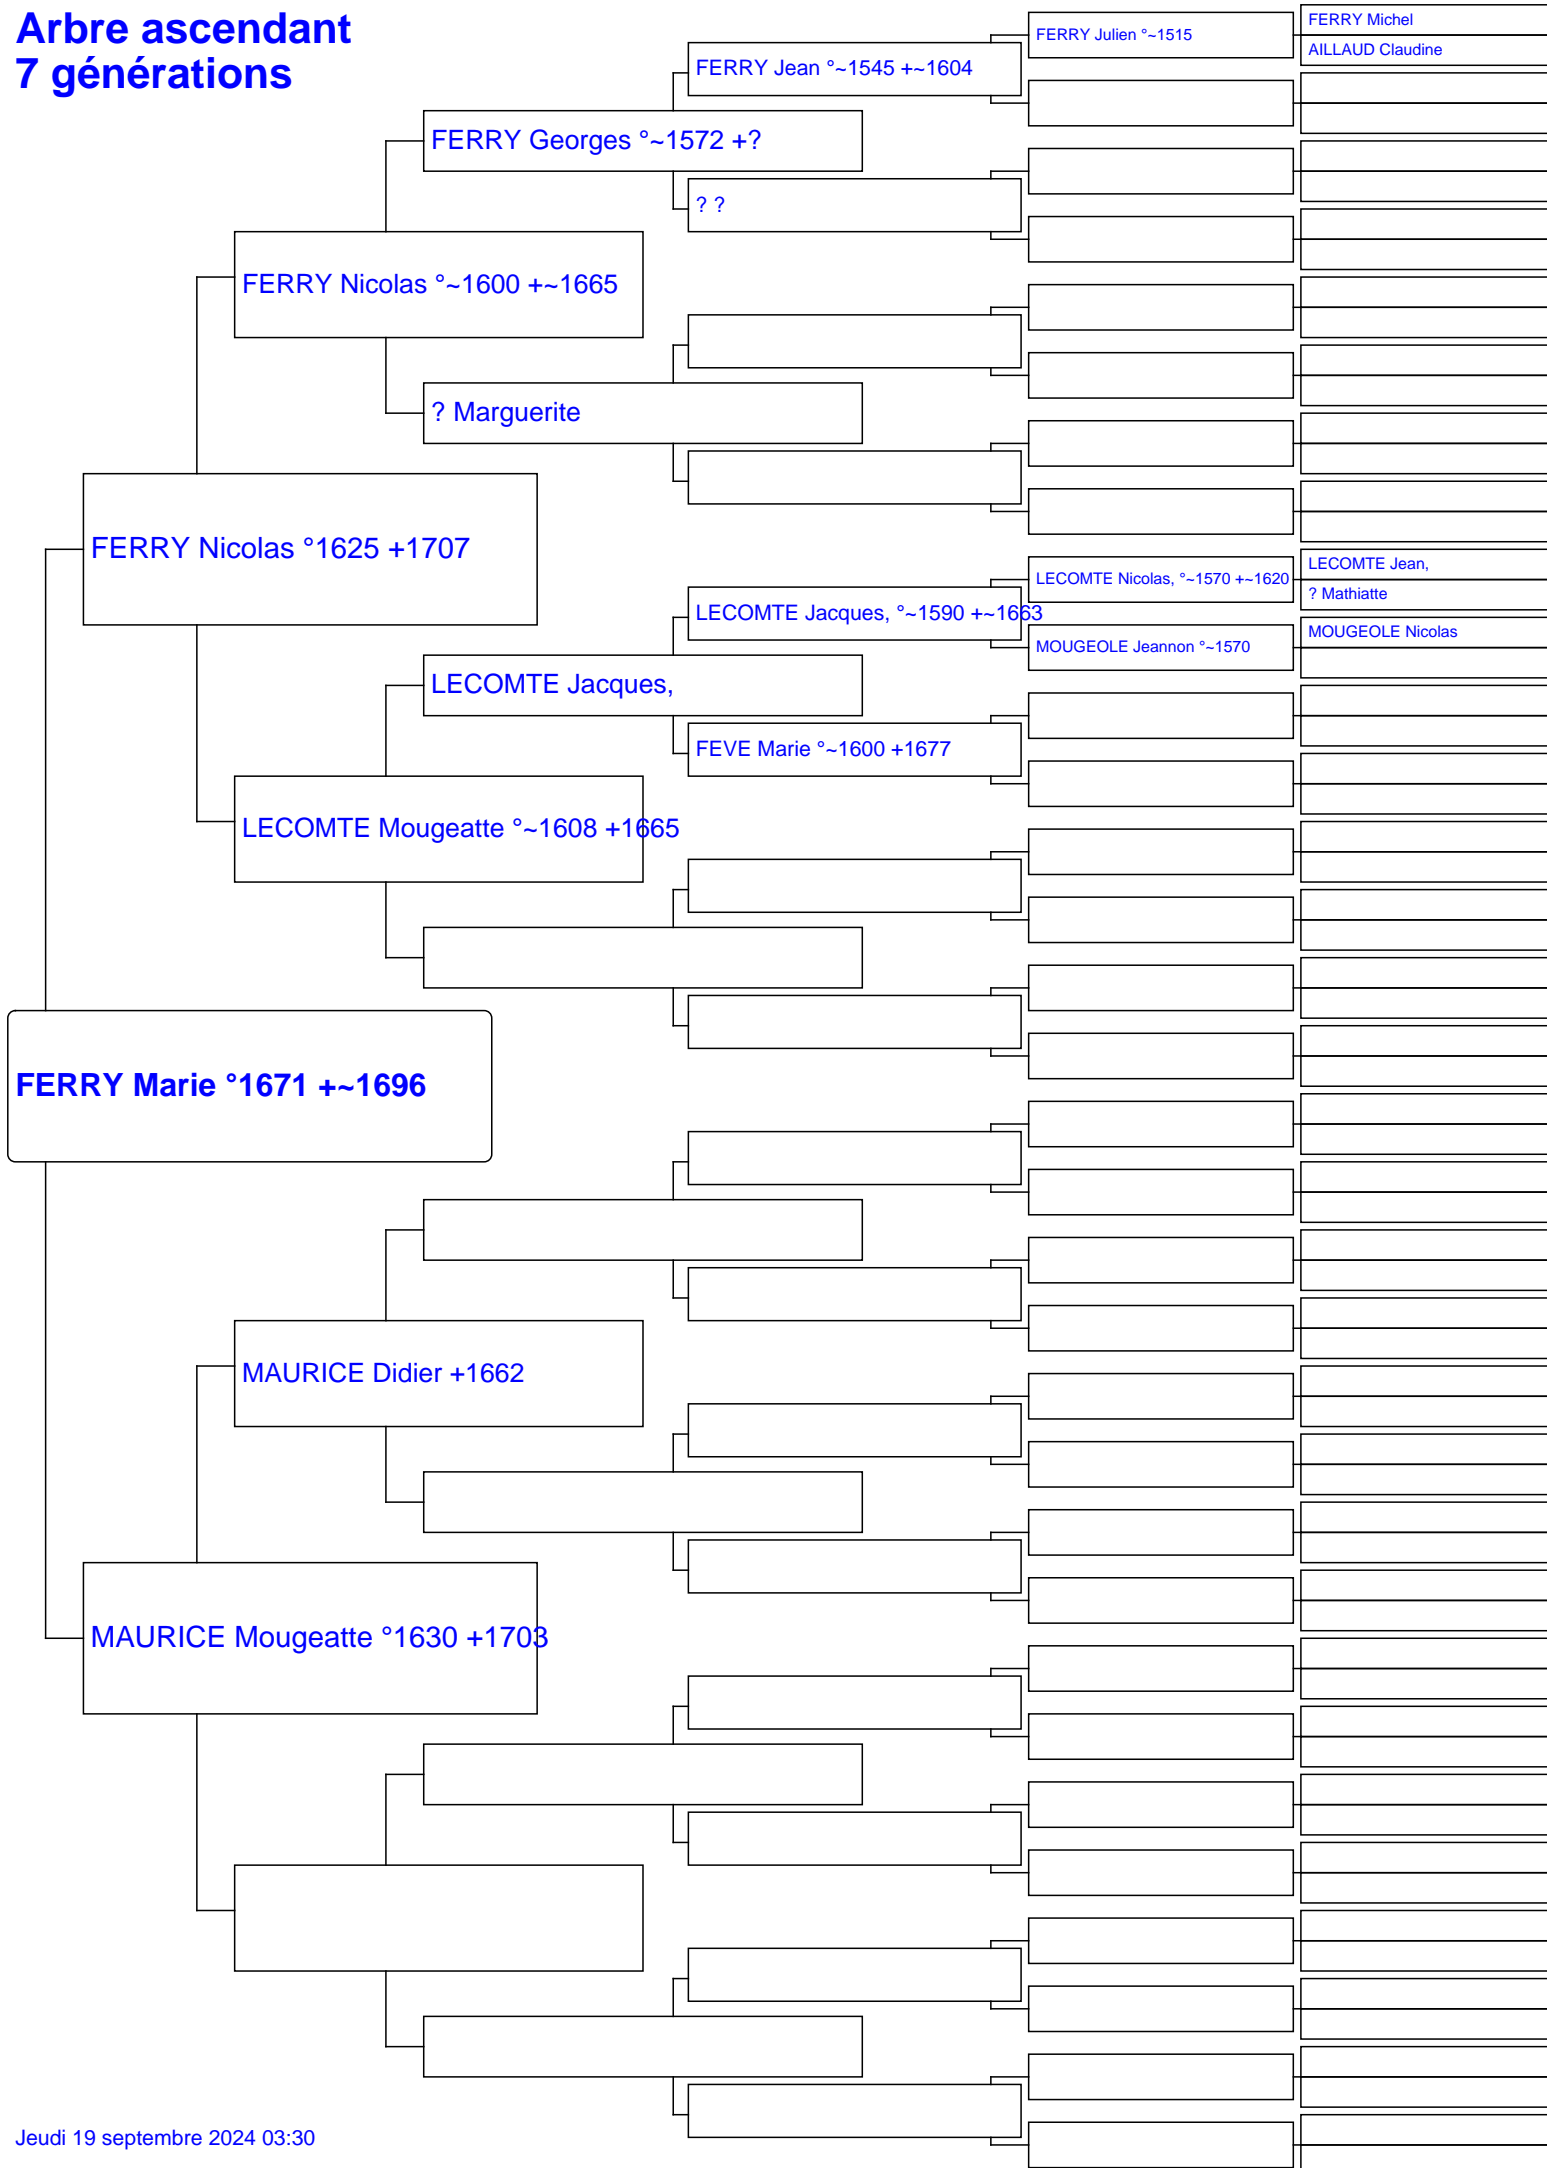 Arbre ascendant
7 générations
FERRY Michel
FERRY Julien °~1515
AILLAUD Claudine
FERRY Jean °~1545 +~1604
FERRY Georges °~1572 +?
? ?
FERRY Nicolas °~1600 +~1665
? Marguerite
FERRY Nicolas °1625 +1707
LECOMTE Jean,
LECOMTE Nicolas, °~1570 +~1620
? Mathiatte
LECOMTE Jacques, °~1590 +~1663
MOUGEOLE Nicolas
MOUGEOLE Jeannon °~1570
LECOMTE Jacques,
FEVE Marie °~1600 +1677
LECOMTE Mougeatte °~1608 +1665
FERRY Marie °1671 +~1696
MAURICE Didier +1662
MAURICE Mougeatte °1630 +1703
Jeudi 19 septembre 2024 03:30